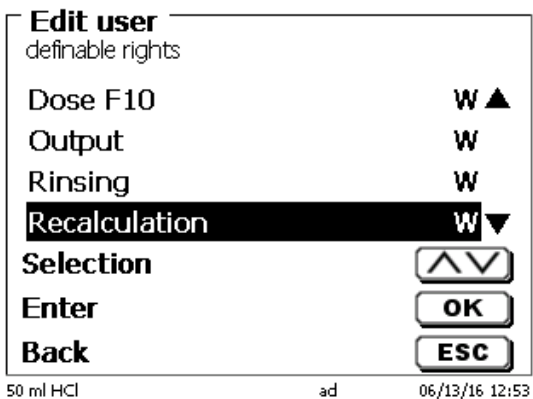 Edit user
definable rights
Dose F10 W ▲
Output W
Rinsing W
Recalculation W ▼
Selection ∧∨
Enter OK
Back ESC
50 ml HCl ad 06/13/16 12:53